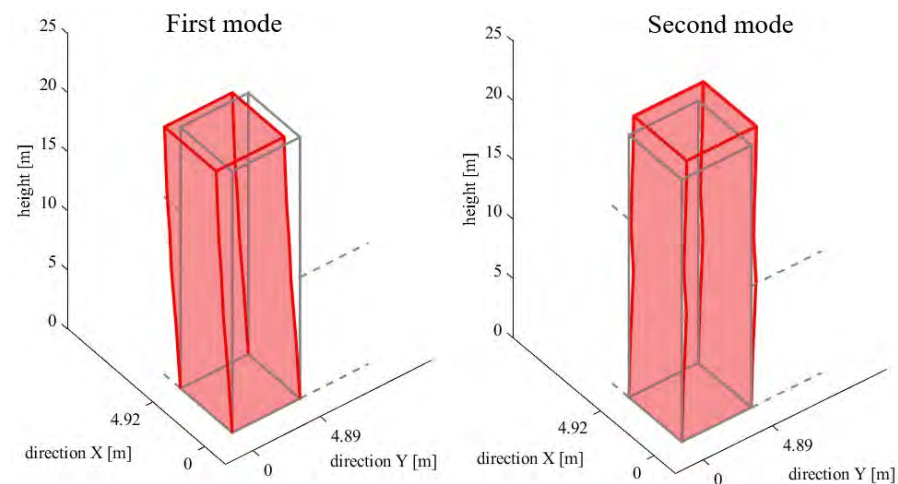 First mode
25
20
15
10
5
0
height [m]
4.92
0
direction X [m]
0
4.89
direction Y [m]
Second mode
25
20
15
10
5
0
height [m]
4.92
0
direction X [m]
0
4.89
direction Y [m]